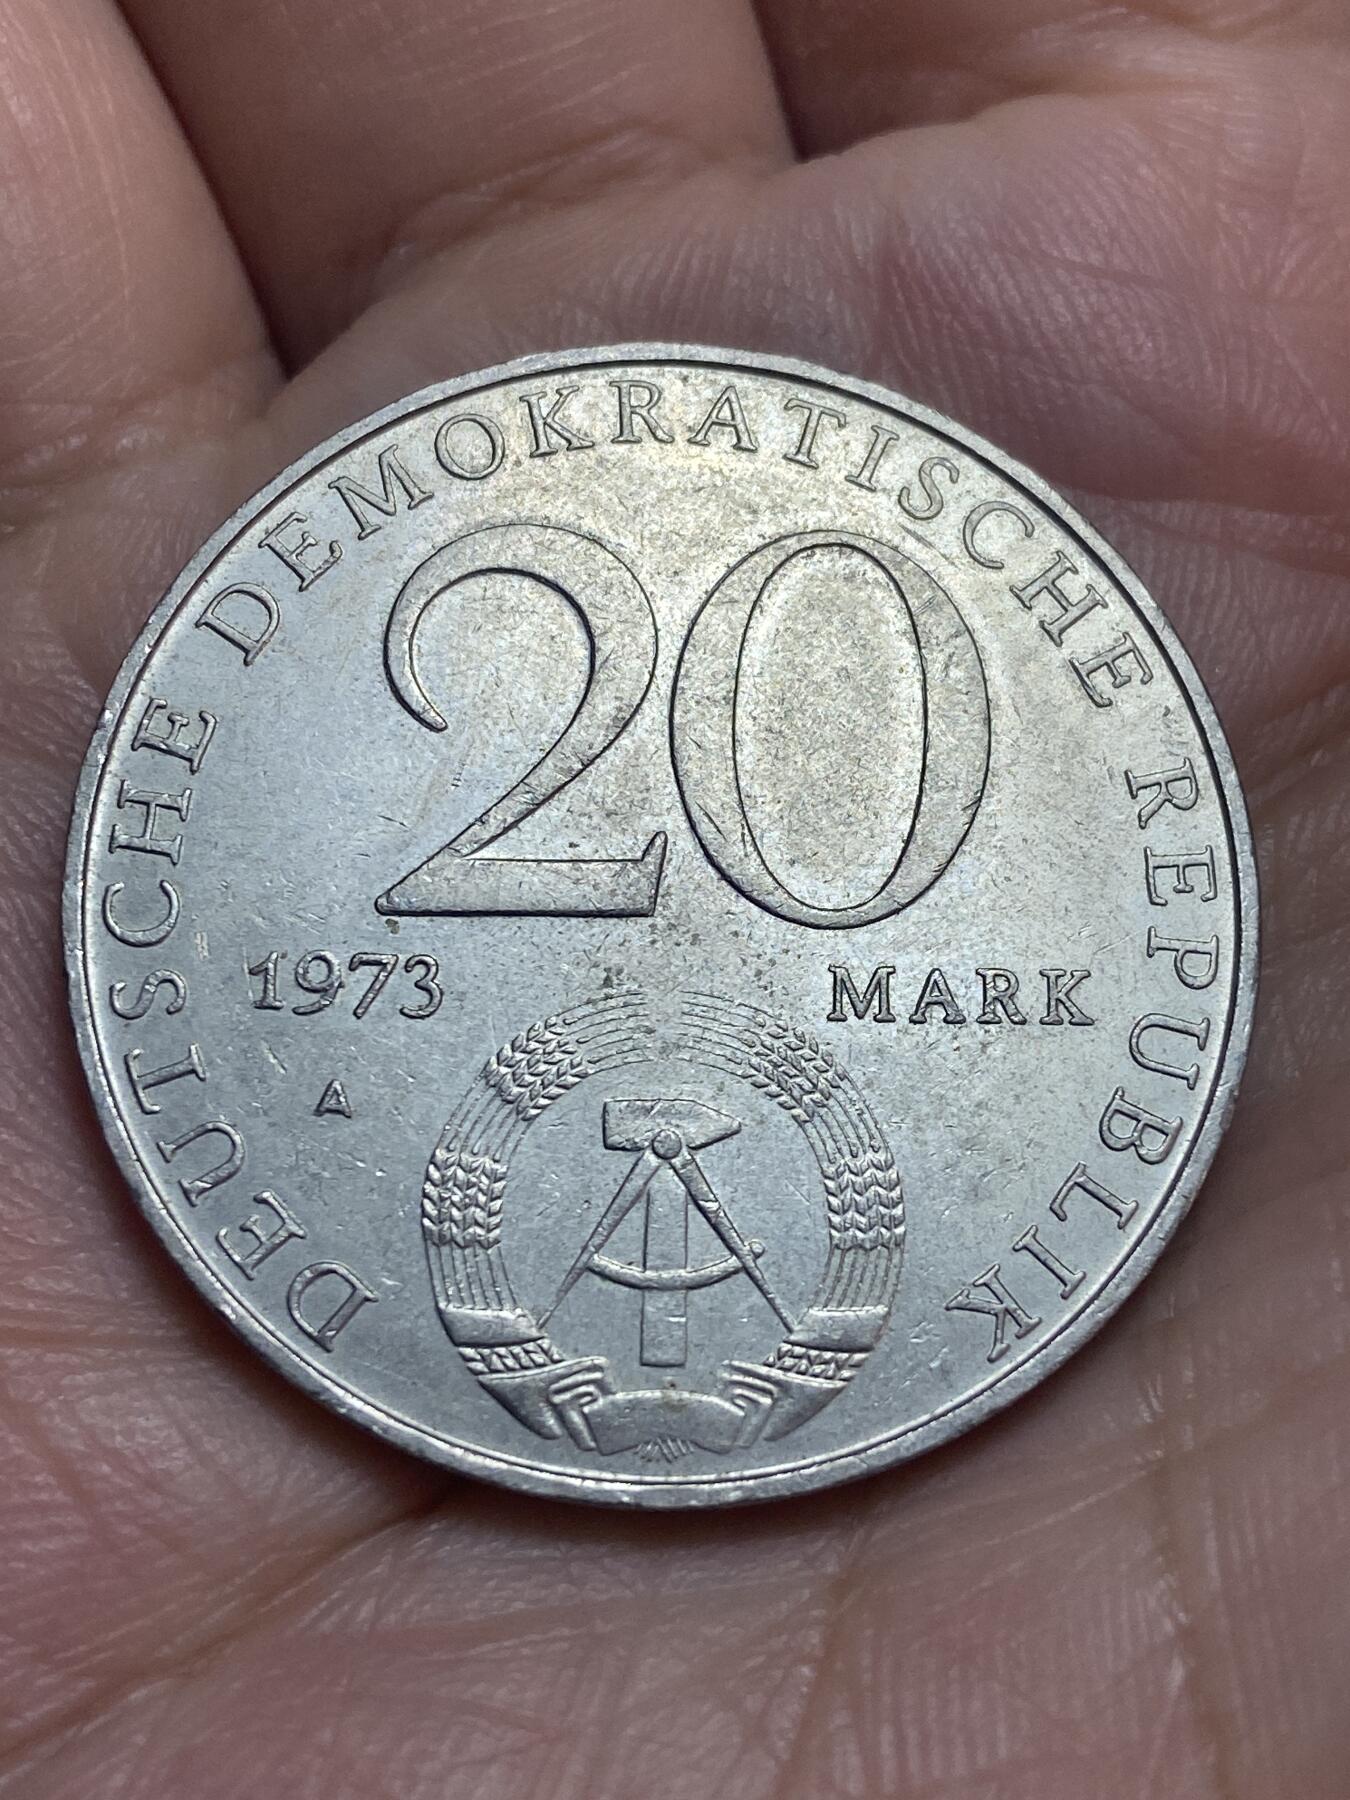 DEUTSCHE DEMOKRATISCHE REPUBLIK
20
1973 MARK
A